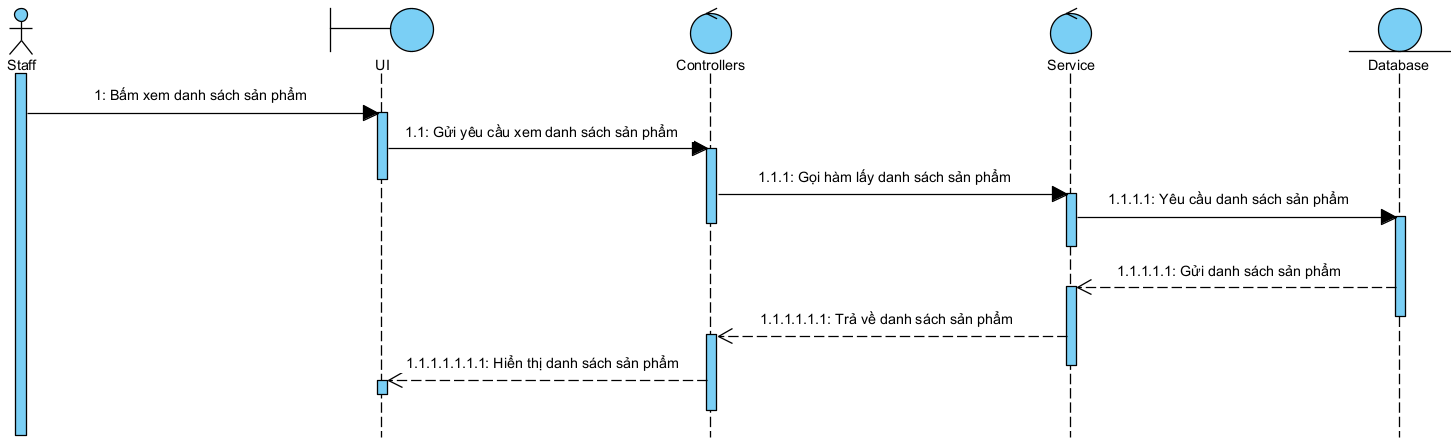 Staff
UI
Controllers
Service
Database
1: Bấm xem danh sách sản phẩm
1.1: Gửi yêu cầu xem danh sách sản phẩm
1.1.1: Gọi hàm lấy danh sách sản phẩm
1.1.1.1: Yêu cầu danh sách sản phẩm
1.1.1.1.1: Gửi danh sách sản phẩm
1.1.1.1.1.1: Trả về danh sách sản phẩm
1.1.1.1.1.1.1: Hiển thị danh sách sản phẩm